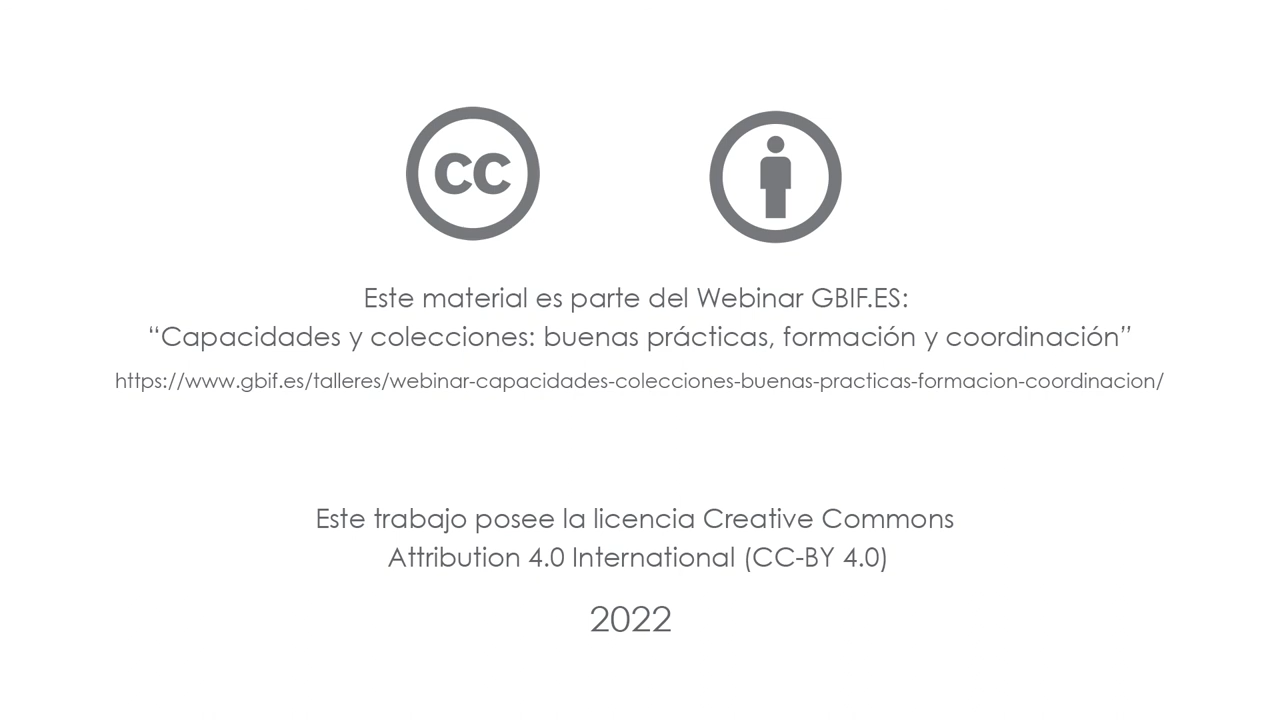 cc
Este material es parte del Webinar GBIF.ES:
“Capacidades y colecciones: buenas prácticas, formación y coordinación”
https://www.gbif.es/talleres/webinar-capacidades-colecciones-buenas-practicas-formacion-coordinacion/
Este trabajo posee la licencia Creative Commons
Attribution 4.0 International (CC-BY 4.0)
2022